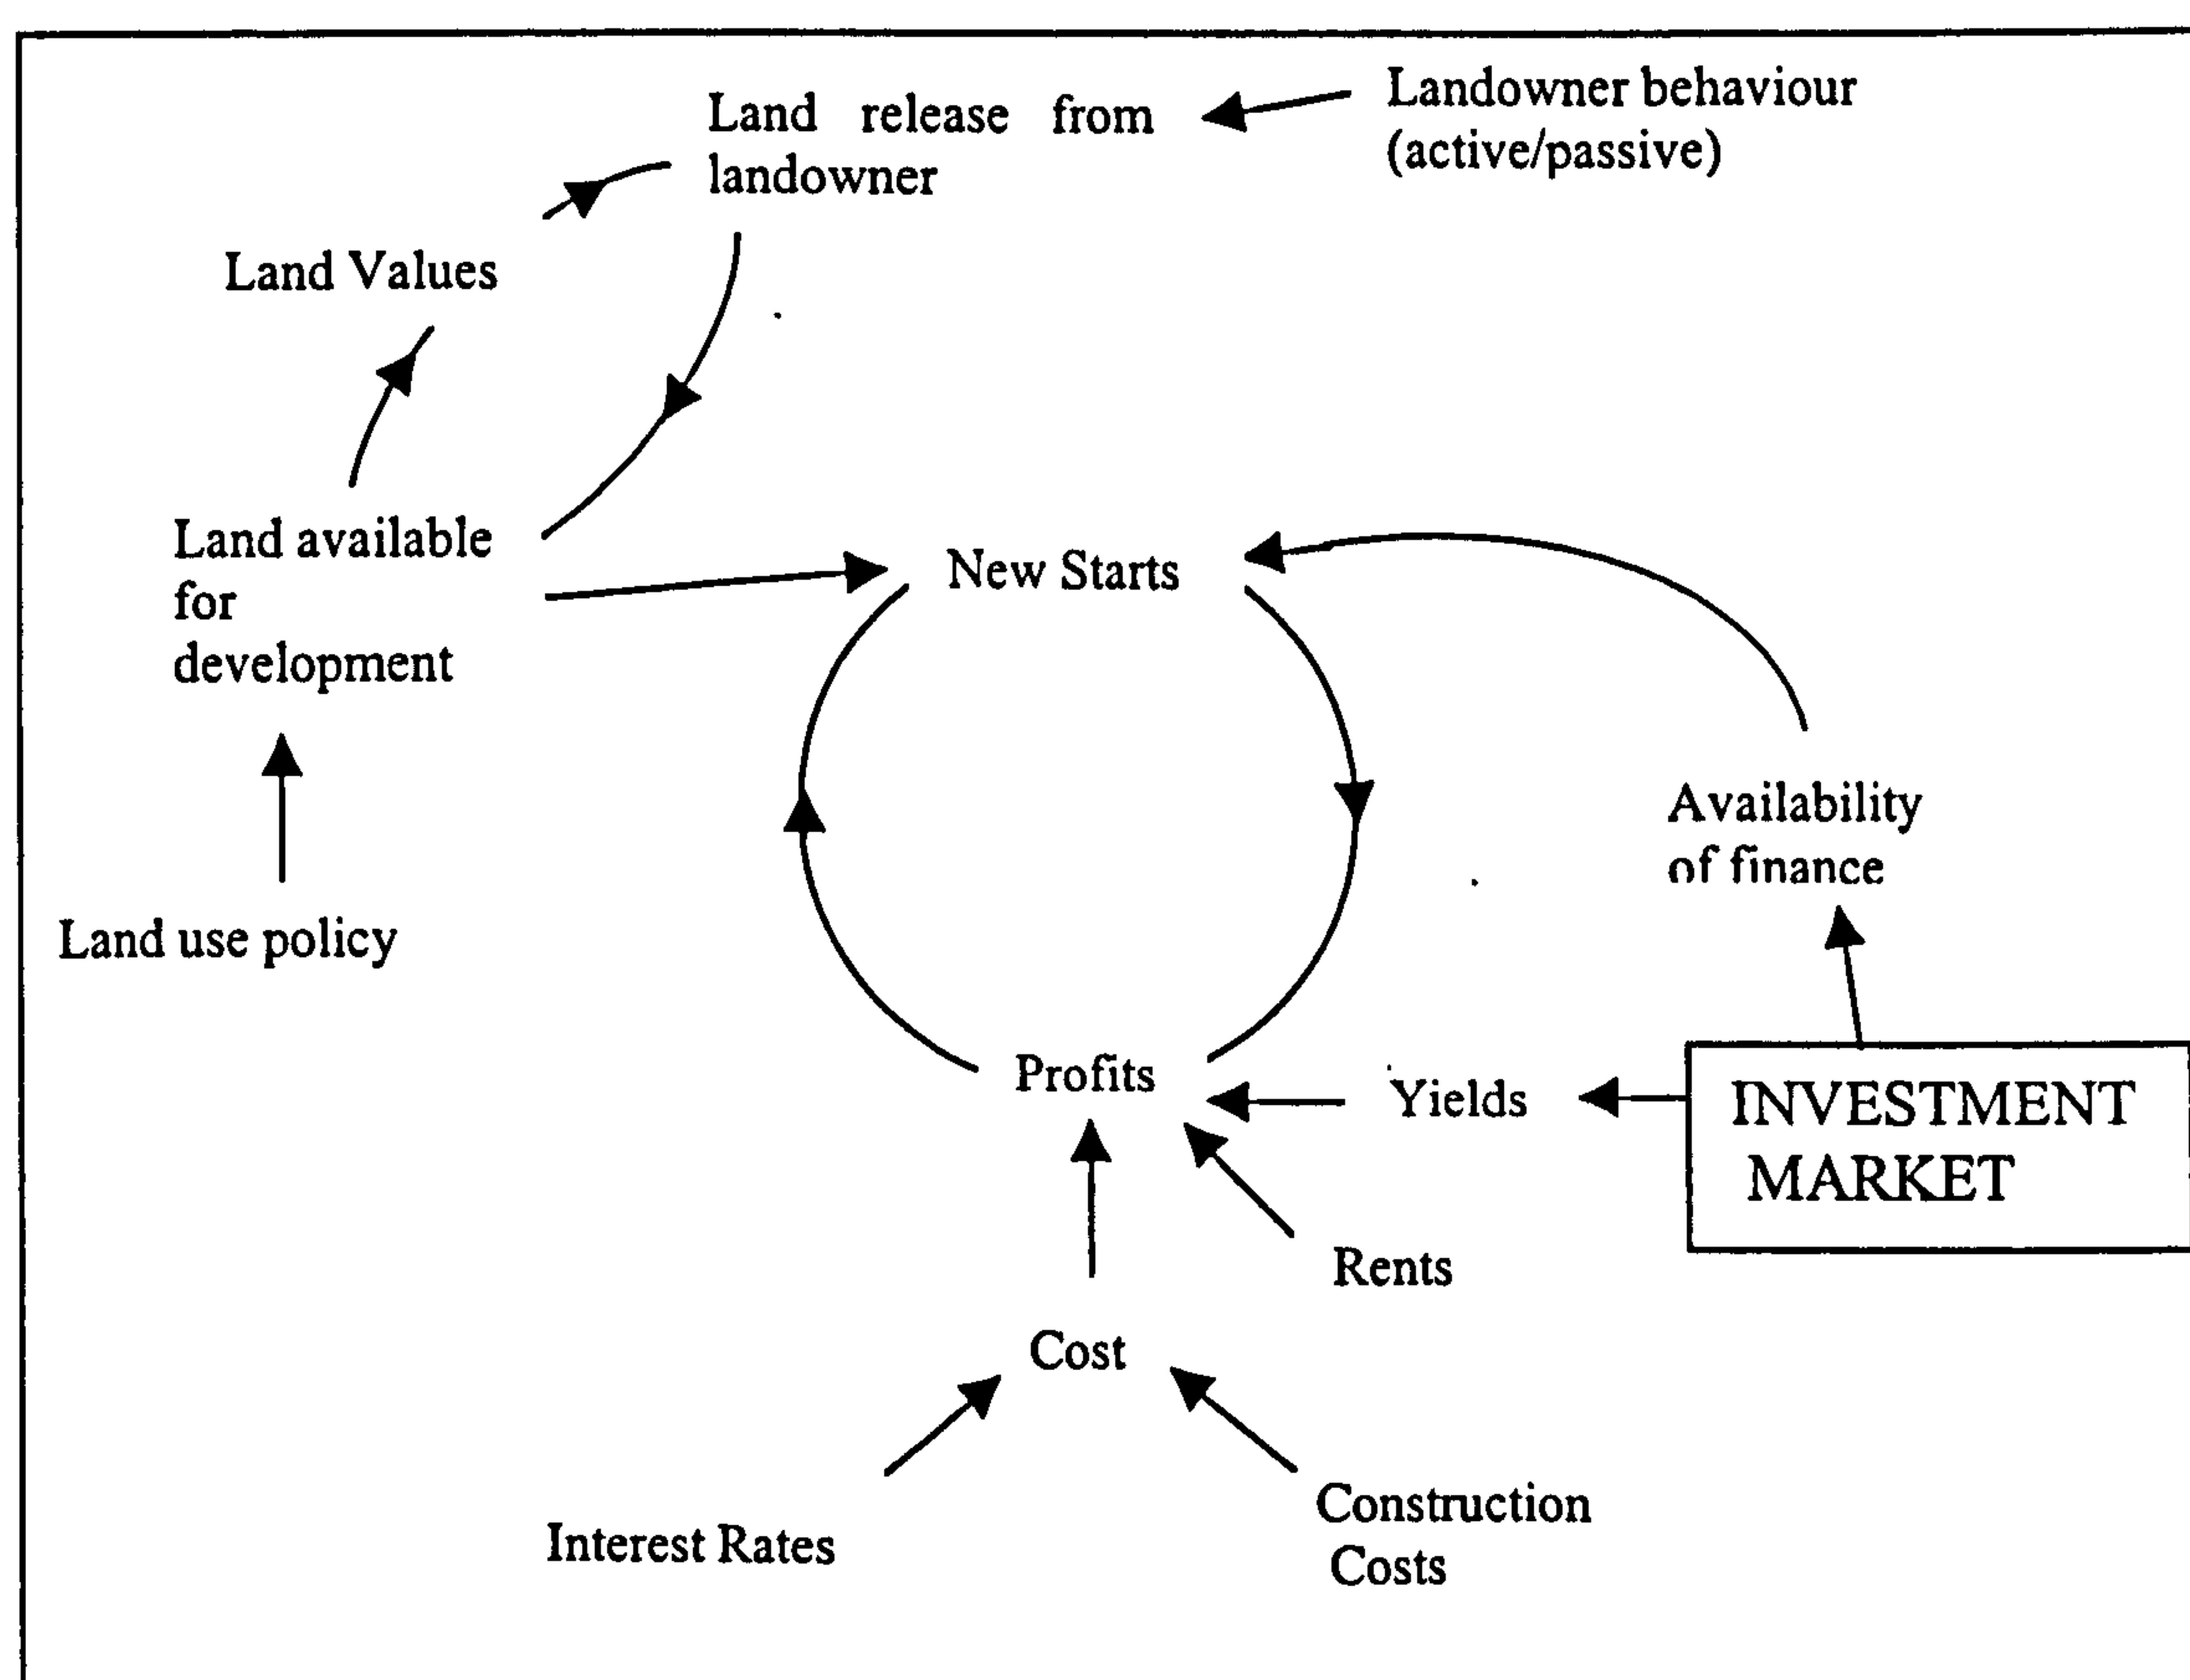 Landowner behaviour
(active/passive)
Land release from
landowner
Land Values
Land available
for
development
New Starts
Availability
of finance
Land use policy
Profits
Yields
INVESTMENT
MARKET
Rents
Cost
Interest Rates
Construction
Costs